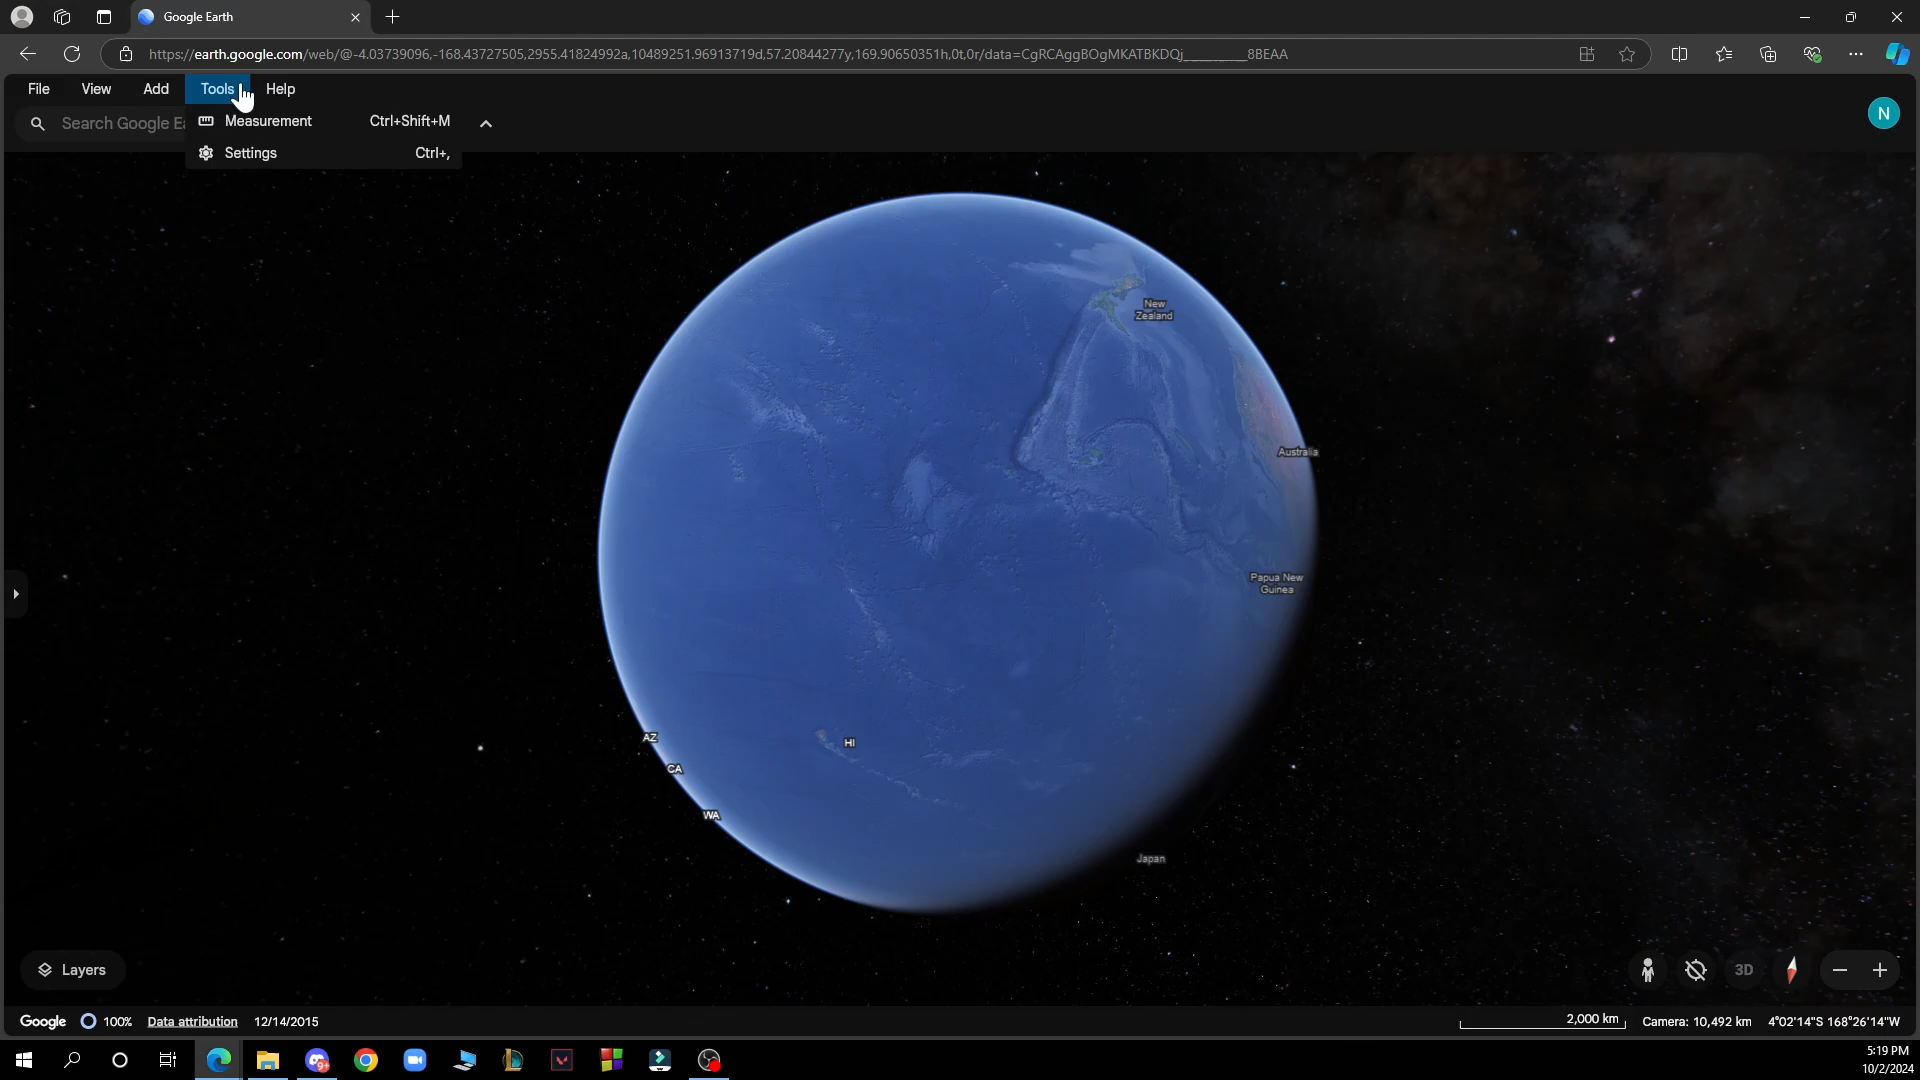 Google Earth
https://earth.google.com/web/@-4.03739096,-168.43727505,2955.41824992a,10489251.96913719d,57.20844277y,169.90650351h,0t,0r/data=CgRCAggBOgMKATBKDQj__________8BEAA
File View Add Tools Help
Search Google Ea
Measurement Ctrl+Shift+M
N
Settings Ctrl+,
New
Zealand
Australia
Papua New
Guinea
AZ
HI
CA
WA
Japan
Layers
3D
Google 100% Data attribution 12/14/2015
2,000 km Camera: 10,492 km 4°02'14"S 168°26'14"W
9+
5:19 PM
10/2/2024